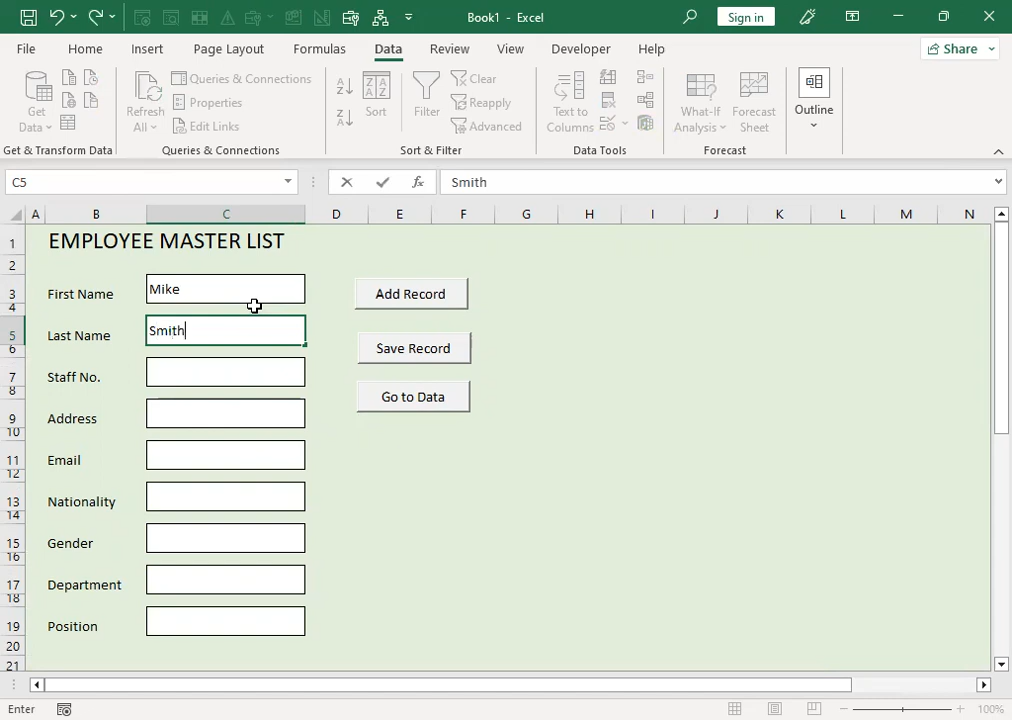 Book1 - Excel
Sign in
File Home Insert Page Layout Formulas Data Review View Developer Help Share
Get Data
Refresh All
Queries & Connections
Properties
Edit Links
Sort
Filter
Clear
Reapply
Advanced
Text to Columns
What-If Analysis
Forecast Sheet
Outline
Get & Transform Data Queries & Connections Sort & Filter Data Tools Forecast
C5 fx Smith
A B C D E F G H I J K L M N
1 EMPLOYEE MASTER LIST
2
3 First Name Mike Add Record
4
5 Last Name Smith Save Record
6
7 Staff No.
8 Go to Data
9 Address
10
11 Email
12
13 Nationality
14
15 Gender
16
17 Department
18
19 Position
20
21
Enter 100%